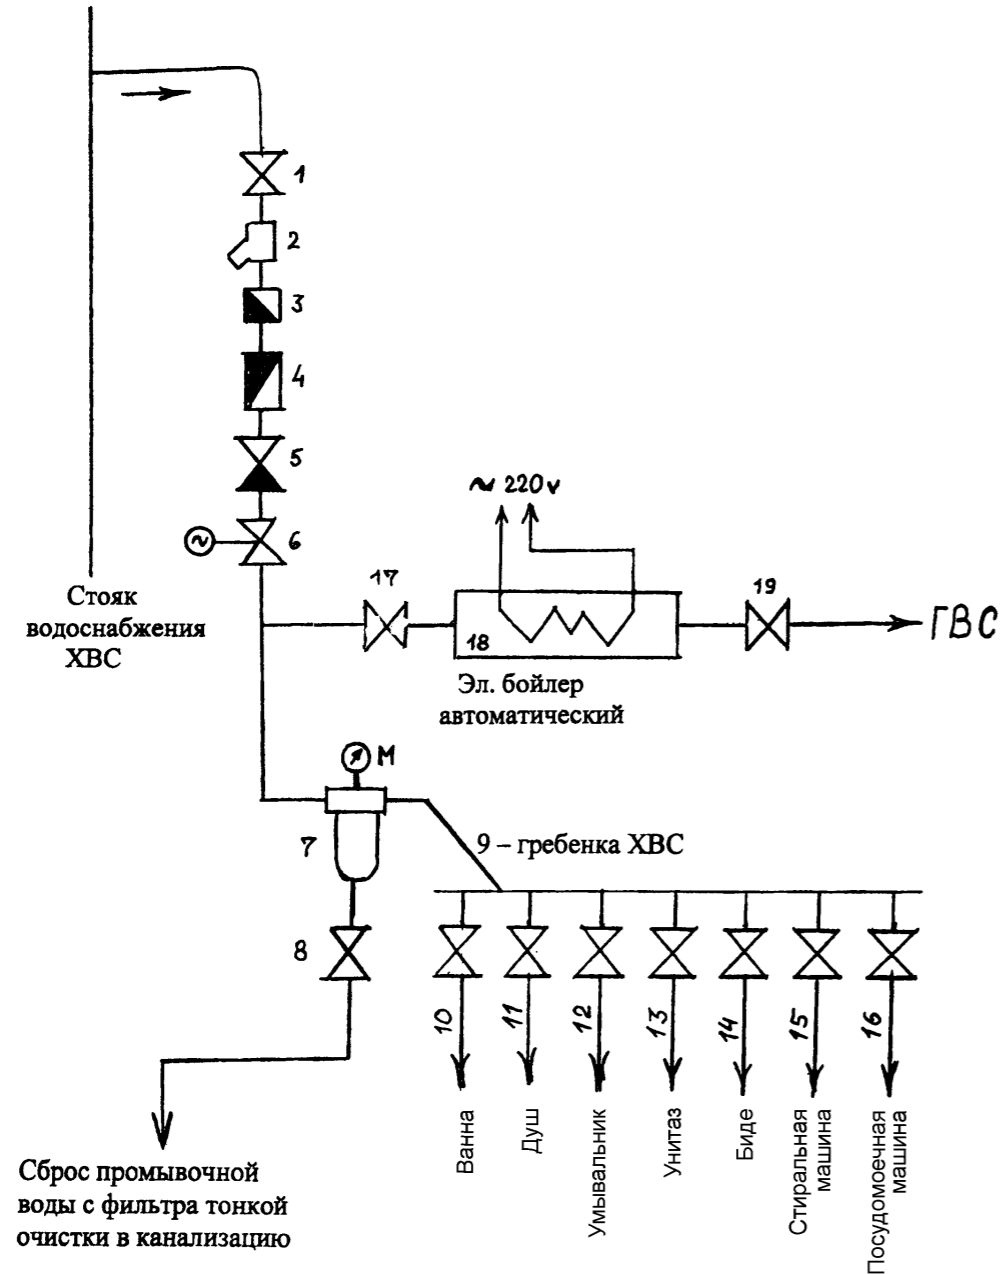 1
2
3
4
5
6
Стояк
водоснабжения
ХВС
~ 220 v
17
18
19
ГВС
Эл. бойлер
автоматический
М
7
9 – гребенка ХВС
8
10
11
12
13
14
15
16
Ванна
Душ
Умывальник
Унитаз
Биде
Стиральная
машина
Посудомоечная
машина
Сброс промывочной
воды с фильтра тонкой
очистки в канализацию
~